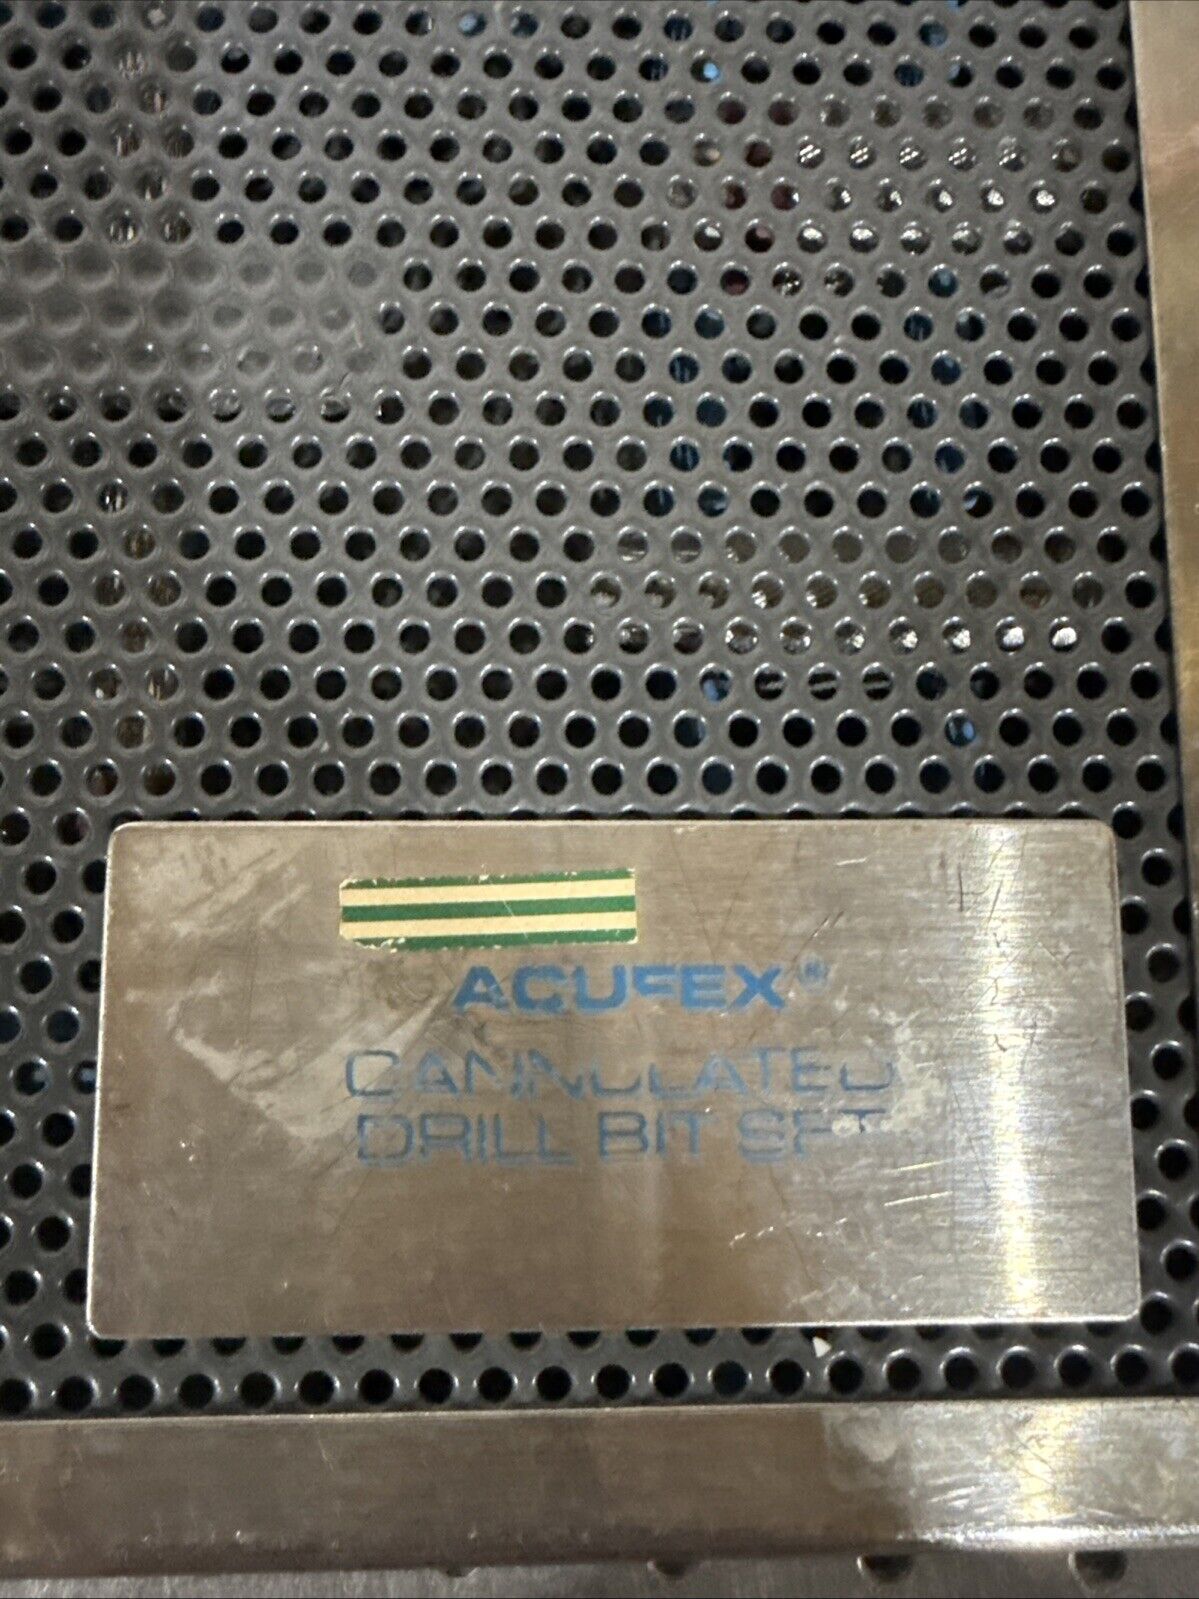 ACUFEX®
CANNULATED
DRILL BIT SET